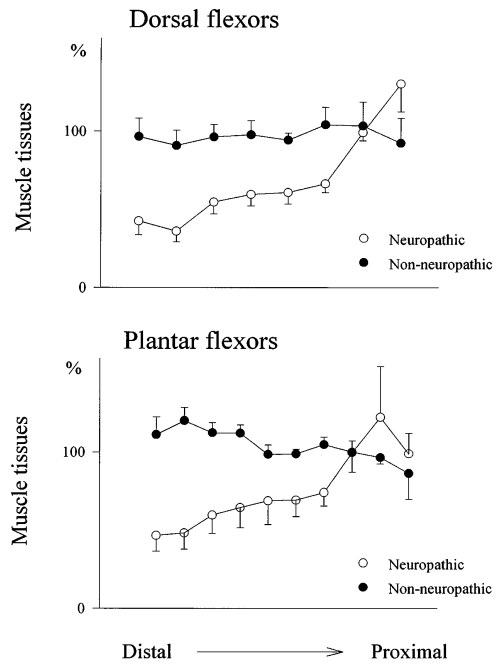 Dorsal flexors
%
Muscle tissues
100
Neuropathic
Non-neuropathic
0
Plantar flexors
%
Muscle tissues
100
Neuropathic
Non-neuropathic
0
Distal
Proximal